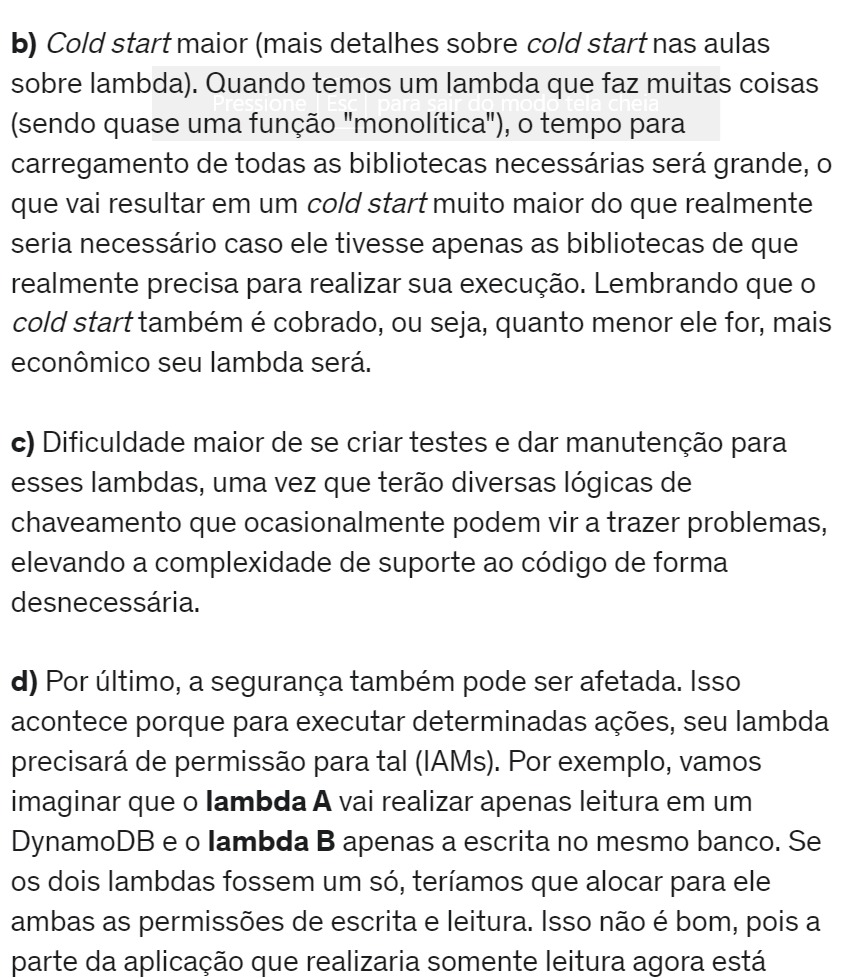 b) Cold start maior (mais detalhes sobre cold start nas aulas
sobre lambda). Quando temos um lambda que faz muitas coisas
Pressione | Esc | para sair do modo tela cheia
(sendo quase uma função "monolítica"), o tempo para
carregamento de todas as bibliotecas necessárias será grande, o
que vai resultar em um cold start muito maior do que realmente
seria necessário caso ele tivesse apenas as bibliotecas de que
realmente precisa para realizar sua execução. Lembrando que o
cold start também é cobrado, ou seja, quanto menor ele for, mais
econômico seu lambda será.
c) Dificuldade maior de se criar testes e dar manutenção para
esses lambdas, uma vez que terão diversas lógicas de
chaveamento que ocasionalmente podem vir a trazer problemas,
elevando a complexidade de suporte ao código de forma
desnecessária.
d) Por último, a segurança também pode ser afetada. Isso
acontece porque para executar determinadas ações, seu lambda
precisará de permissão para tal (IAMs). Por exemplo, vamos
imaginar que o lambda A vai realizar apenas leitura em um
DynamoDB e o lambda B apenas a escrita no mesmo banco. Se
os dois lambdas fossem um só, teríamos que alocar para ele
ambas as permissões de escrita e leitura. Isso não é bom, pois a
parte da aplicação que realizaria somente leitura agora está